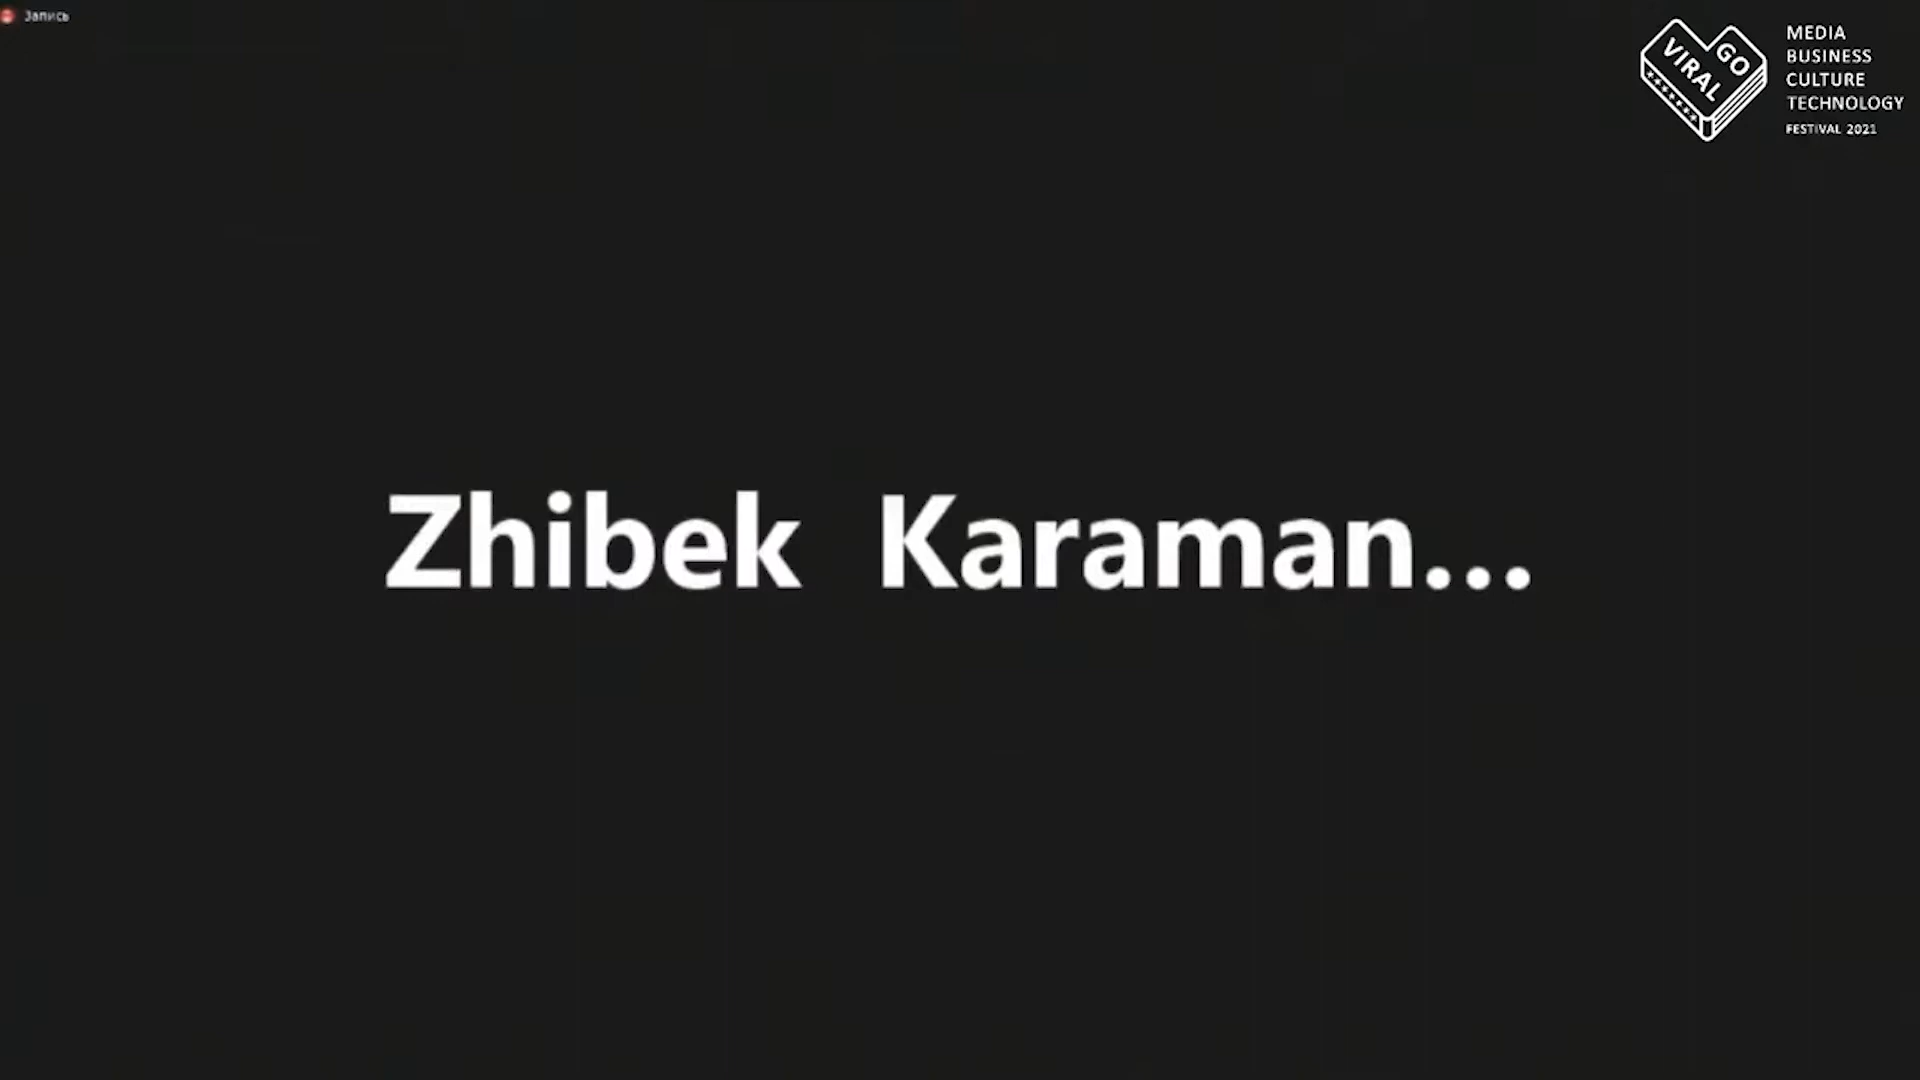 Запись
VIRAL GO
MEDIA
BUSINESS
CULTURE
TECHNOLOGY
FESTIVAL 2021
Zhibek Karaman...